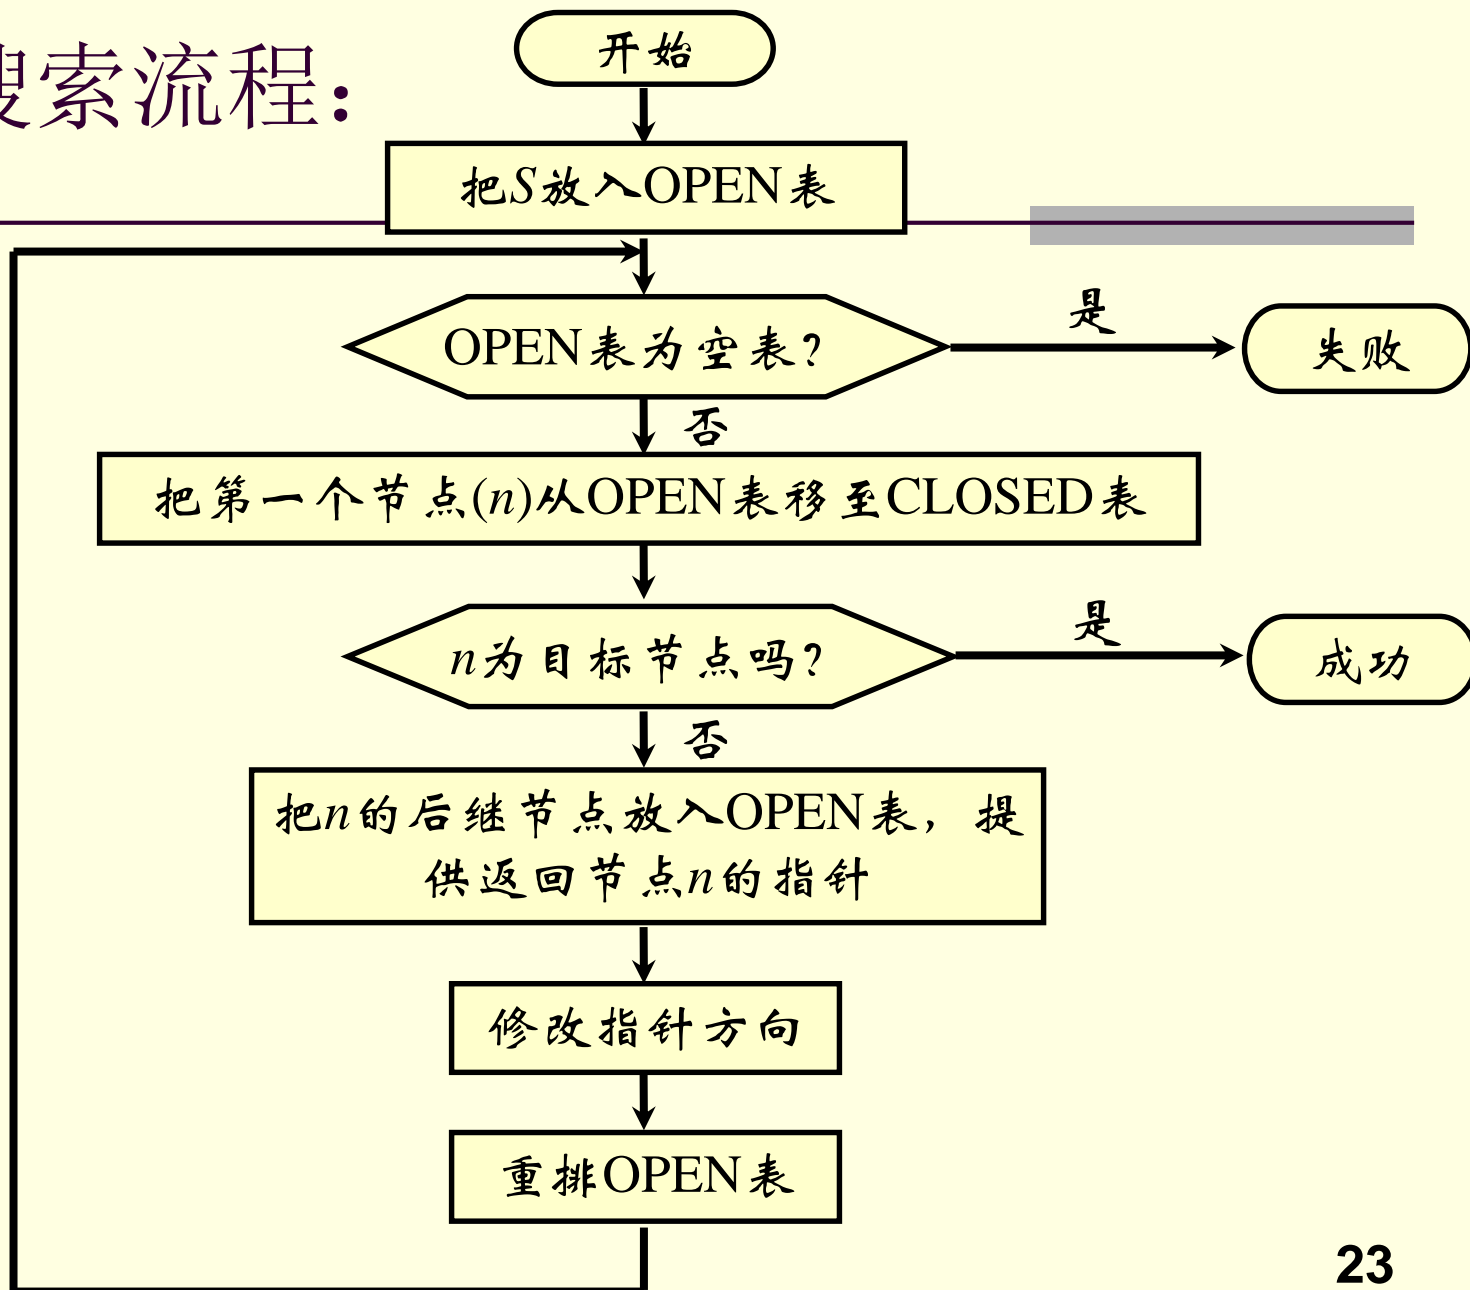 搜索流程：
开始
把S放入OPEN表
OPEN表为空表？
是
失败
否
把第一个节点(n)从OPEN表移至CLOSED表
n为目标节点吗？
是
成功
否
把n的后继节点放入OPEN表，提
供返回节点n的指针
修改指针方向
重排OPEN表
23